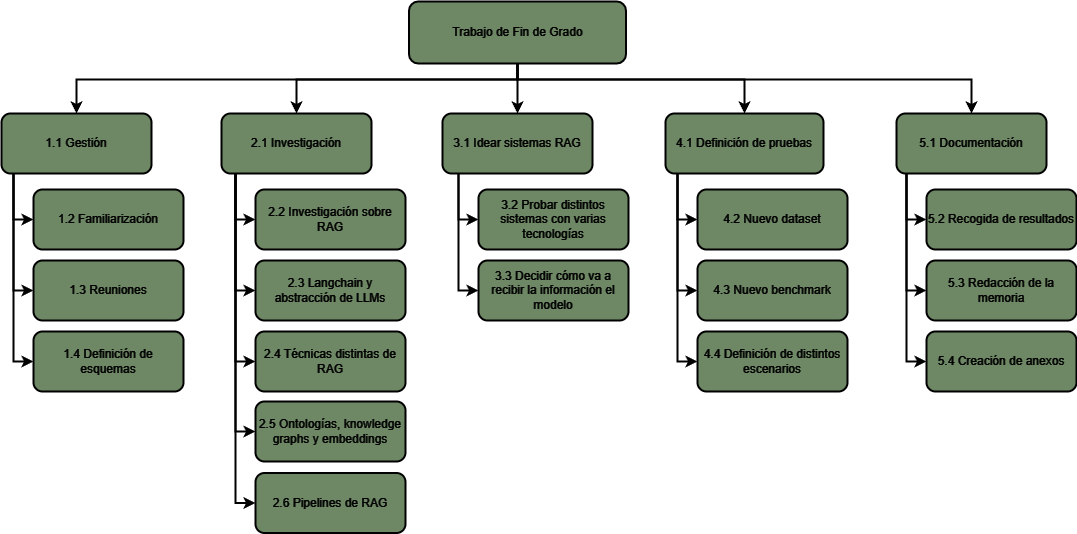 Trabajo de Fin de Grado
1.1 Gestión
1.2 Familiarización
1.3 Reuniones
1.4 Definición de
esquemas
2.1 Investigación
2.2 Investigación sobre
RAG
2.3 Langchain y
abstracción de LLMs
2.4 Técnicas distintas de
RAG
2.5 Ontologías, knowledge
graphs y embeddings
2.6 Pipelines de RAG
3.1 Idear sistemas RAG
3.2 Probar distintos
sistemas con varias
tecnologías
3.3 Decidir cómo va a
recibir la información el
modelo
4.1 Definición de pruebas
4.2 Nuevo dataset
4.3 Nuevo benchmark
4.4 Definición de distintos
escenarios
5.1 Documentación
5.2 Recogida de resultados
5.3 Redacción de la
memoria
5.4 Creación de anexos